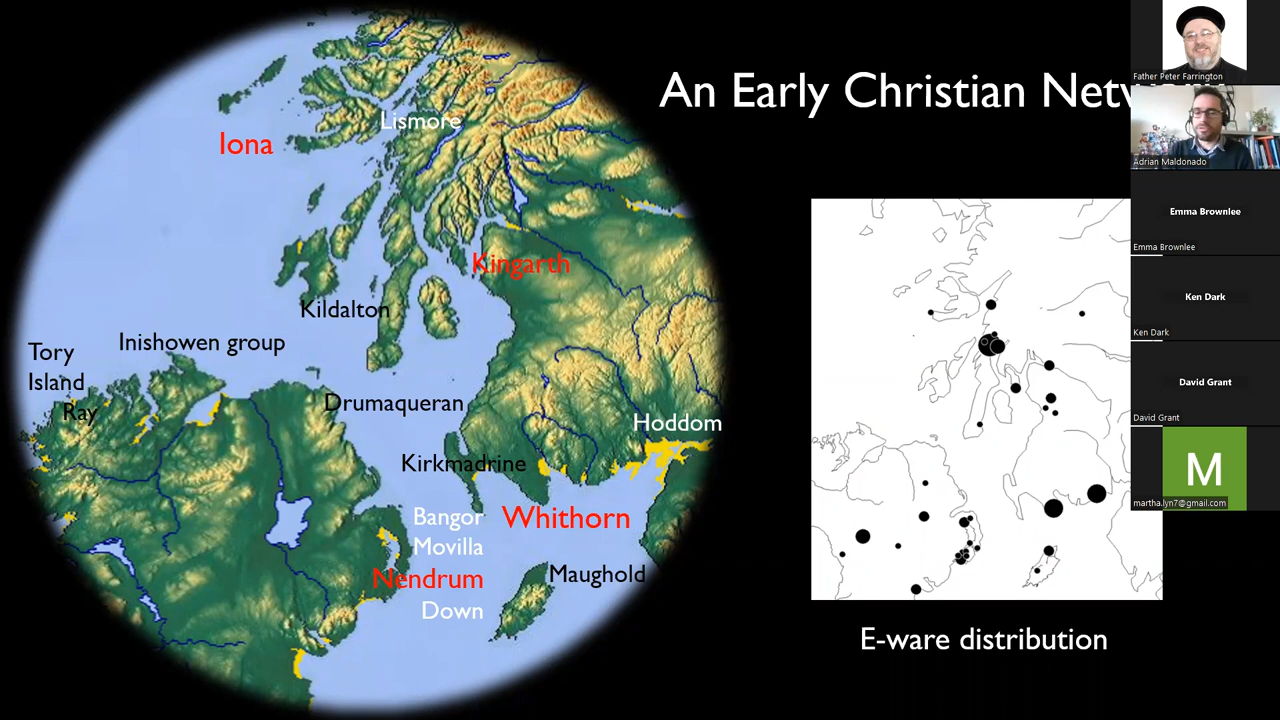 An Early Christian Netw
Lismore
Iona
Kingarth
Kildalton
Inishowen group
Tory
Island
Ray
Drumaqueran
Hoddom
Kirkmadrine
Bangor
Whithorn
Movilla
Nendrum
Maughold
Down
E-ware distribution
Father Peter Farrington
Adrian Maldonado
Emma Brownlee
Emma Brownlee
Ken Dark
Ken Dark
David Grant
David Grant
M
martha.lyn7@gmail.com